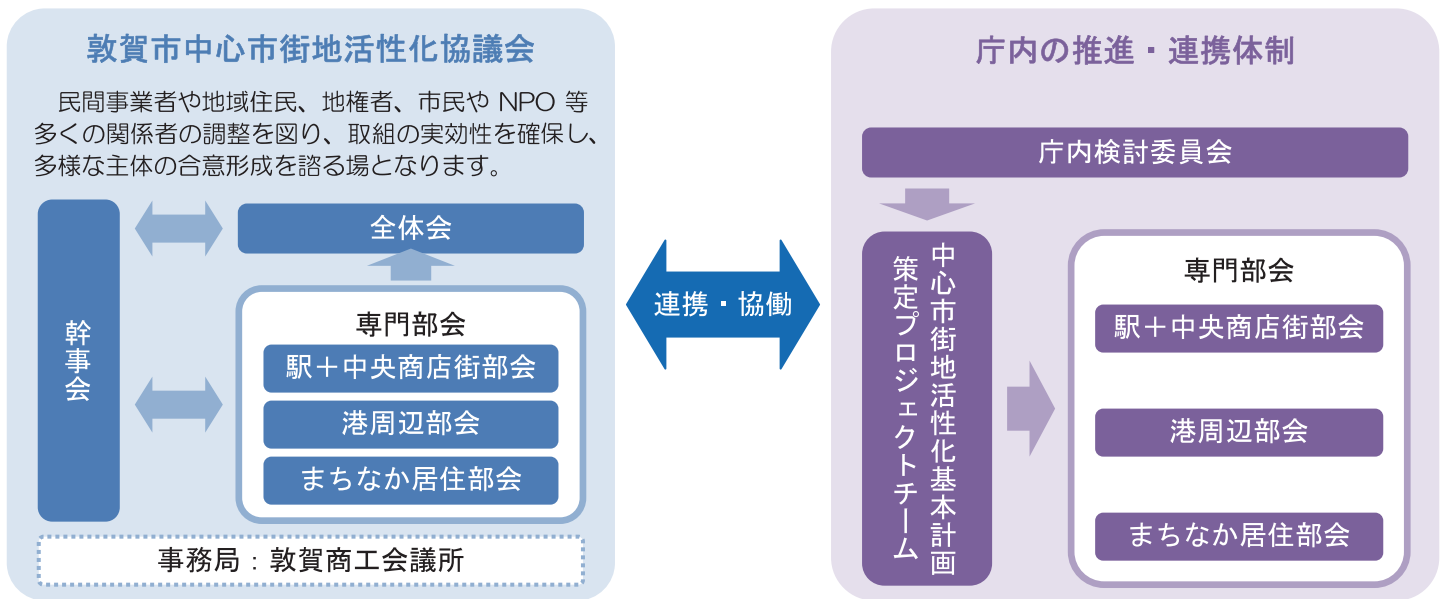 敦賀市中心市街地活性化協議会
民間事業者や地域住民、地権者、市民や NPO 等
多くの関係者の調整を図り、取組の実効性を確保し、
多様な主体の合意形成を諮る場となります。
幹事会
全体会
専門部会
駅＋中央商店街部会
港周辺部会
まちなか居住部会
事務局：敦賀商工会議所
連携・協働
庁内の推進・連携体制
庁内検討委員会
中心市街地活性化基本計画
策定プロジェクトチーム
専門部会
駅＋中央商店街部会
港周辺部会
まちなか居住部会